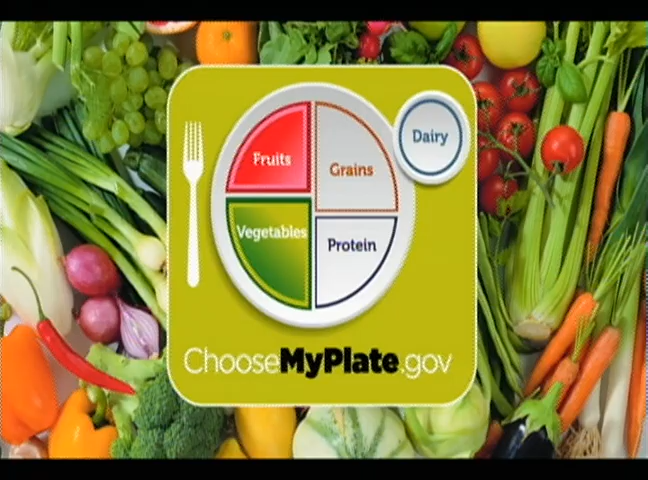 Fruits
Grains
Dairy
Vegetables
Protein
ChooseMyPlate.gov